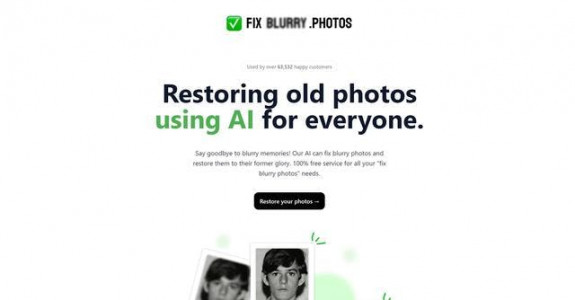 FIX BLURRY .PHOTOS
Used by over 63,332 happy customers
Restoring old photos
using AI for everyone.
Say goodbye to blurry memories! Our AI can fix blurry photos and
restore them to their former glory. 100% free service for all your "fix
blurry photos" needs.
Restore your photos →